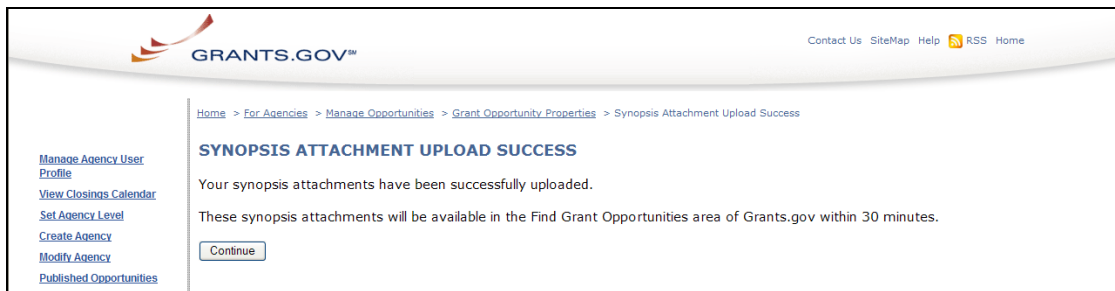 GRANTS.GOV℠
Contact Us SiteMap Help RSS Home
Home > For Agencies > Manage Opportunities > Grant Opportunity Properties > Synopsis Attachment Upload Success
Manage Agency User
Profile
View Closings Calendar
Set Agency Level
Create Agency
Modify Agency
Published Opportunities
SYNOPSIS ATTACHMENT UPLOAD SUCCESS
Your synopsis attachments have been successfully uploaded.
These synopsis attachments will be available in the Find Grant Opportunities area of Grants.gov within 30 minutes.
Continue